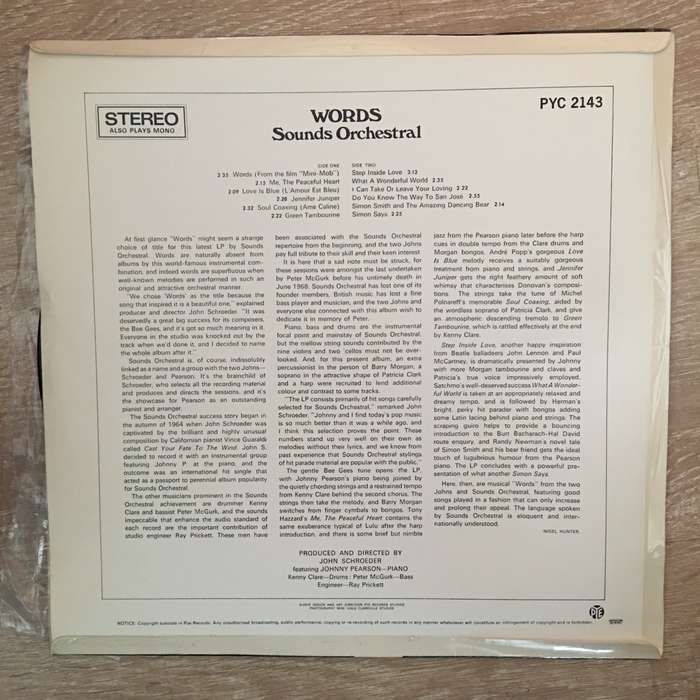 STEREO
ALSO PLAYS MONO
WORDS
Sounds Orchestral
PYC 2143
SIDE ONE
2.35 Words (From the film "Mini-Mob")
2.13 Me, The Peaceful Heart
2.09 Love Is Blue (L'Amour Est Bleu)
2.28 Jennifer Juniper
3.32 Soul Coaxing (Ame Caline)
2.22 Green Tambourine
SIDE TWO
Step Inside Love 3.12
What A Wonderful World 2.35
I Can Take Or Leave Your Loving 2.22
Do You Know The Way To San José 2.55
Simon Smith and The Amazing Dancing Bear 2.14
Simon Says 2.25
At first glance "Words" might seem a strange
choice of title for this latest LP by Sounds
Orchestral. Words are naturally absent from
albums by this world-famous instrumental com-
bination, and indeed words are superfluous when
well-known melodies are performed in such an
original and attractive orchestral manner.
"We chose 'Words' as the title because the
song that inspired it is a beautiful one," explained
producer and director John Schroeder. "It was
deservedly a great big success for its composers,
the Bee Gees, and it's got so much meaning in it.
Everyone in the studio was knocked out by the
track when we'd done it, and I decided to name
the whole album after it."
Sounds Orchestral is, of course, indissolubly
linked as a name and a group with the two Johns—
Schroeder and Pearson. It's the brainchild of
Schroeder, who selects all the recording material
and produces and directs the sessions, and it's
the showcase for Pearson as an outstanding
pianist and arranger.
The Sounds Orchestral success story began in
the autumn of 1964 when John Schroeder was
captivated by the brilliant and highly unusual
composition by Californian pianist Vince Guaraldi
called Cast Your Fate To The Wind. John S.
decided to record it with an instrumental group
featuring Johnny P. at the piano, and the
outcome was an international hit single that
acted as a passport to perennial album popularity
for Sounds Orchestral.
The other musicians prominent in the Sounds
Orchestral achievement are drummer Kenny
Clare and bassist Peter McGurk, and the sounds
impeccable that enhance the audio standard of
each record are the important contribution of
studio engineer Ray Prickett. These men have
been associated with the Sounds Orchestral
repertoire from the beginning, and the two Johns
pay full tribute to their skill and their keen interest.
It is here that a sad note must be struck, for
these sessions were amongst the last undertaken
by Peter McGurk before his untimely death in
June 1968. Sounds Orchestral has lost one of its
founder members, British music has lost a fine
bass player and musician, and the two Johns and
everyone else connected with this album wish to
dedicate it in memory of Peter.
Piano, bass and drums are the instrumental
focal point and mainstay of Sounds Orchestral,
but the mellow string sounds contributed by the
nine violins and two 'cellos must not be over-
looked. And, for this present album, an extra
percussionist in the person of Barry Morgan, a
soprano in the attractive shape of Patricia Clark,
and a harp were recruited to lend additional
colour and contrast to some tracks.
"The LP consists primarily of hit songs carefully
selected for Sounds Orchestral," remarked John
Schroeder. "Johnny and I find today's pop music
is so much better than it was a while ago, and
I think this selection proves the point. These
numbers stand up very well on their own as
melodies without their lyrics, and we know from
past experience that Sounds Orchestral stylings
of hit parade material are popular with the public."
The gentle Bee Gees tune opens the LP,
with Johnny Pearson's piano being joined by
the quietly chording strings and a restrained tempo
from Kenny Clare behind the second chorus. The
strings then take the melody, and Barry Morgan
switches from finger cymbals to bongos. Tony
Hazzard's Me, The Peaceful Heart contains the
same exuberance typical of Lulu after the harp
introduction, and there is some brief but nimble
jazz from the Pearson piano later before the harp
cues in double tempo from the Clare drums and
Morgan bongos. André Popp's gorgeous Love
Is Blue melody receives a suitably gorgeous
treatment from piano and strings, and Jennifer
Juniper gets the right feathery amount of soft
whimsy that characterises Donovan's composi-
tions. The strings take the tune of Michel
Polnareff's memorable Soul Coaxing, aided by
the wordless soprano of Patricia Clark, and give
an atmospheric descending tremolo to Green
Tambourine, which is rattled effectively at the end
by Kenny Clare.
Step Inside Love, another happy inspiration
from Beatle balladeers John Lennon and Paul
McCartney, is dramatically presented by Johnny
with more Morgan tambourine and claves and
Patricia's true voice impressively employed.
Satchmo's well-deserved success What A Wonder-
ful World is taken at an appropriately relaxed and
dreamy tempo, and is followed by Herman's
bright, perky hit parader with bongos adding
some Latin spicing behind piano and strings. The
scraping guiro helps to provide a bouncing
introduction to the Burt Bacharach-Hal David
route enquiry, and Randy Newman's novel tale
of Simon Smith and his bear friend gets the ideal
touch of lugubrious humour from the Pearson
piano. The LP concludes with a powerful pre-
sentation of what another Simon Says.
Here, then, are musical "Words" from the two
Johns and Sounds Orchestral, featuring good
songs played in a fashion that can only increase
and prolong their appeal. The language spoken
by Sounds Orchestral is eloquent and inter-
nationally understood.
NIGEL HUNTER.
PRODUCED AND DIRECTED BY
JOHN SCHROEDER
featuring JOHNNY PEARSON—PIANO
Kenny Clare—Drums : Peter McGurk—Bass
Engineer—Ray Prickett
NOTICE: Copyright subsists in Pye Records. Any unauthorised broadcasting, public performance, copying or re-recording of such records in any manner whatsoever will constitute an infringement of copyright and is forbidden.
PYE